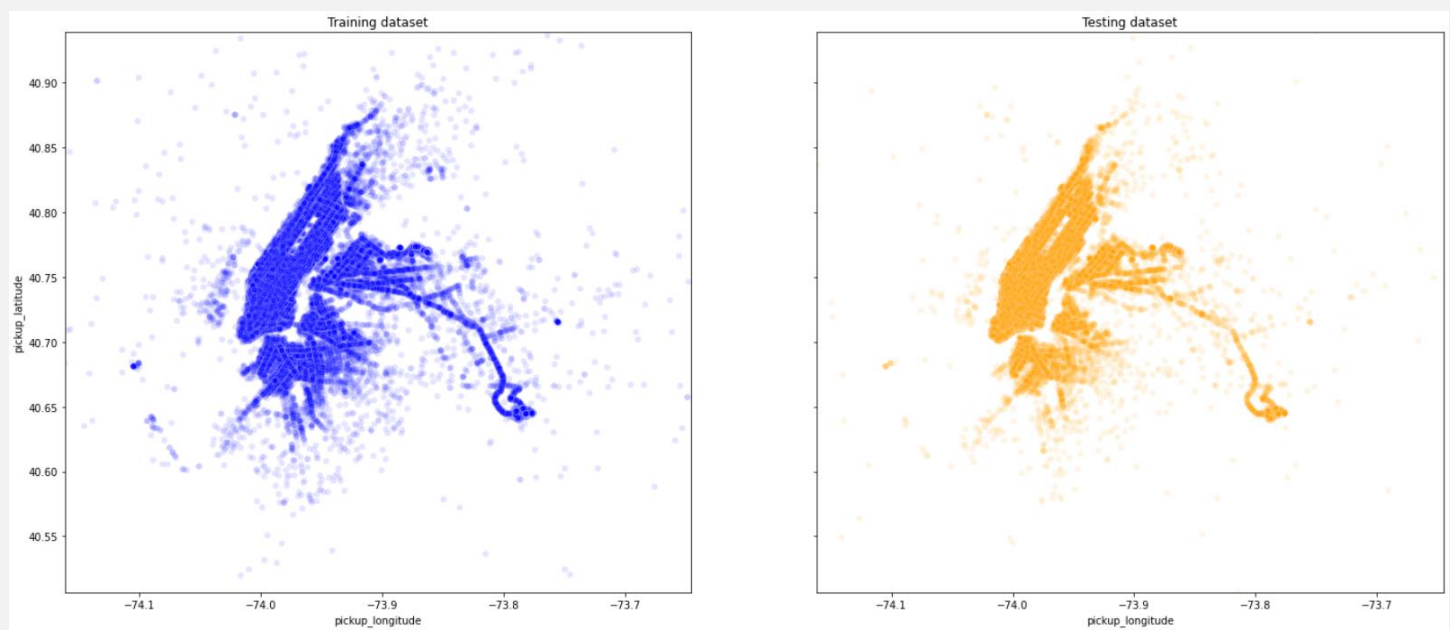 Training dataset
Testing dataset
40.90
40.85
40.80
40.75
40.70
40.65
40.60
40.55
pickup_latitude
−74.1 −74.0 −73.9 −73.8 −73.7
pickup_longitude
−74.1 −74.0 −73.9 −73.8 −73.7
pickup_longitude